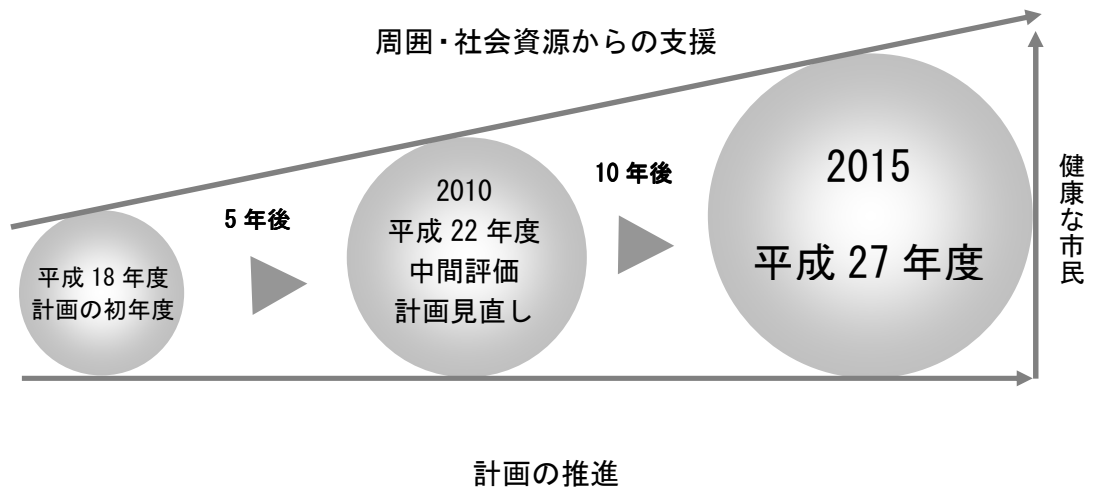 周囲・社会資源からの支援
平成 18 年度
計画の初年度
5 年後
2010
平成 22 年度
中間評価
計画見直し
10 年後
2015
平成 27 年度
健康な市民
計画の推進